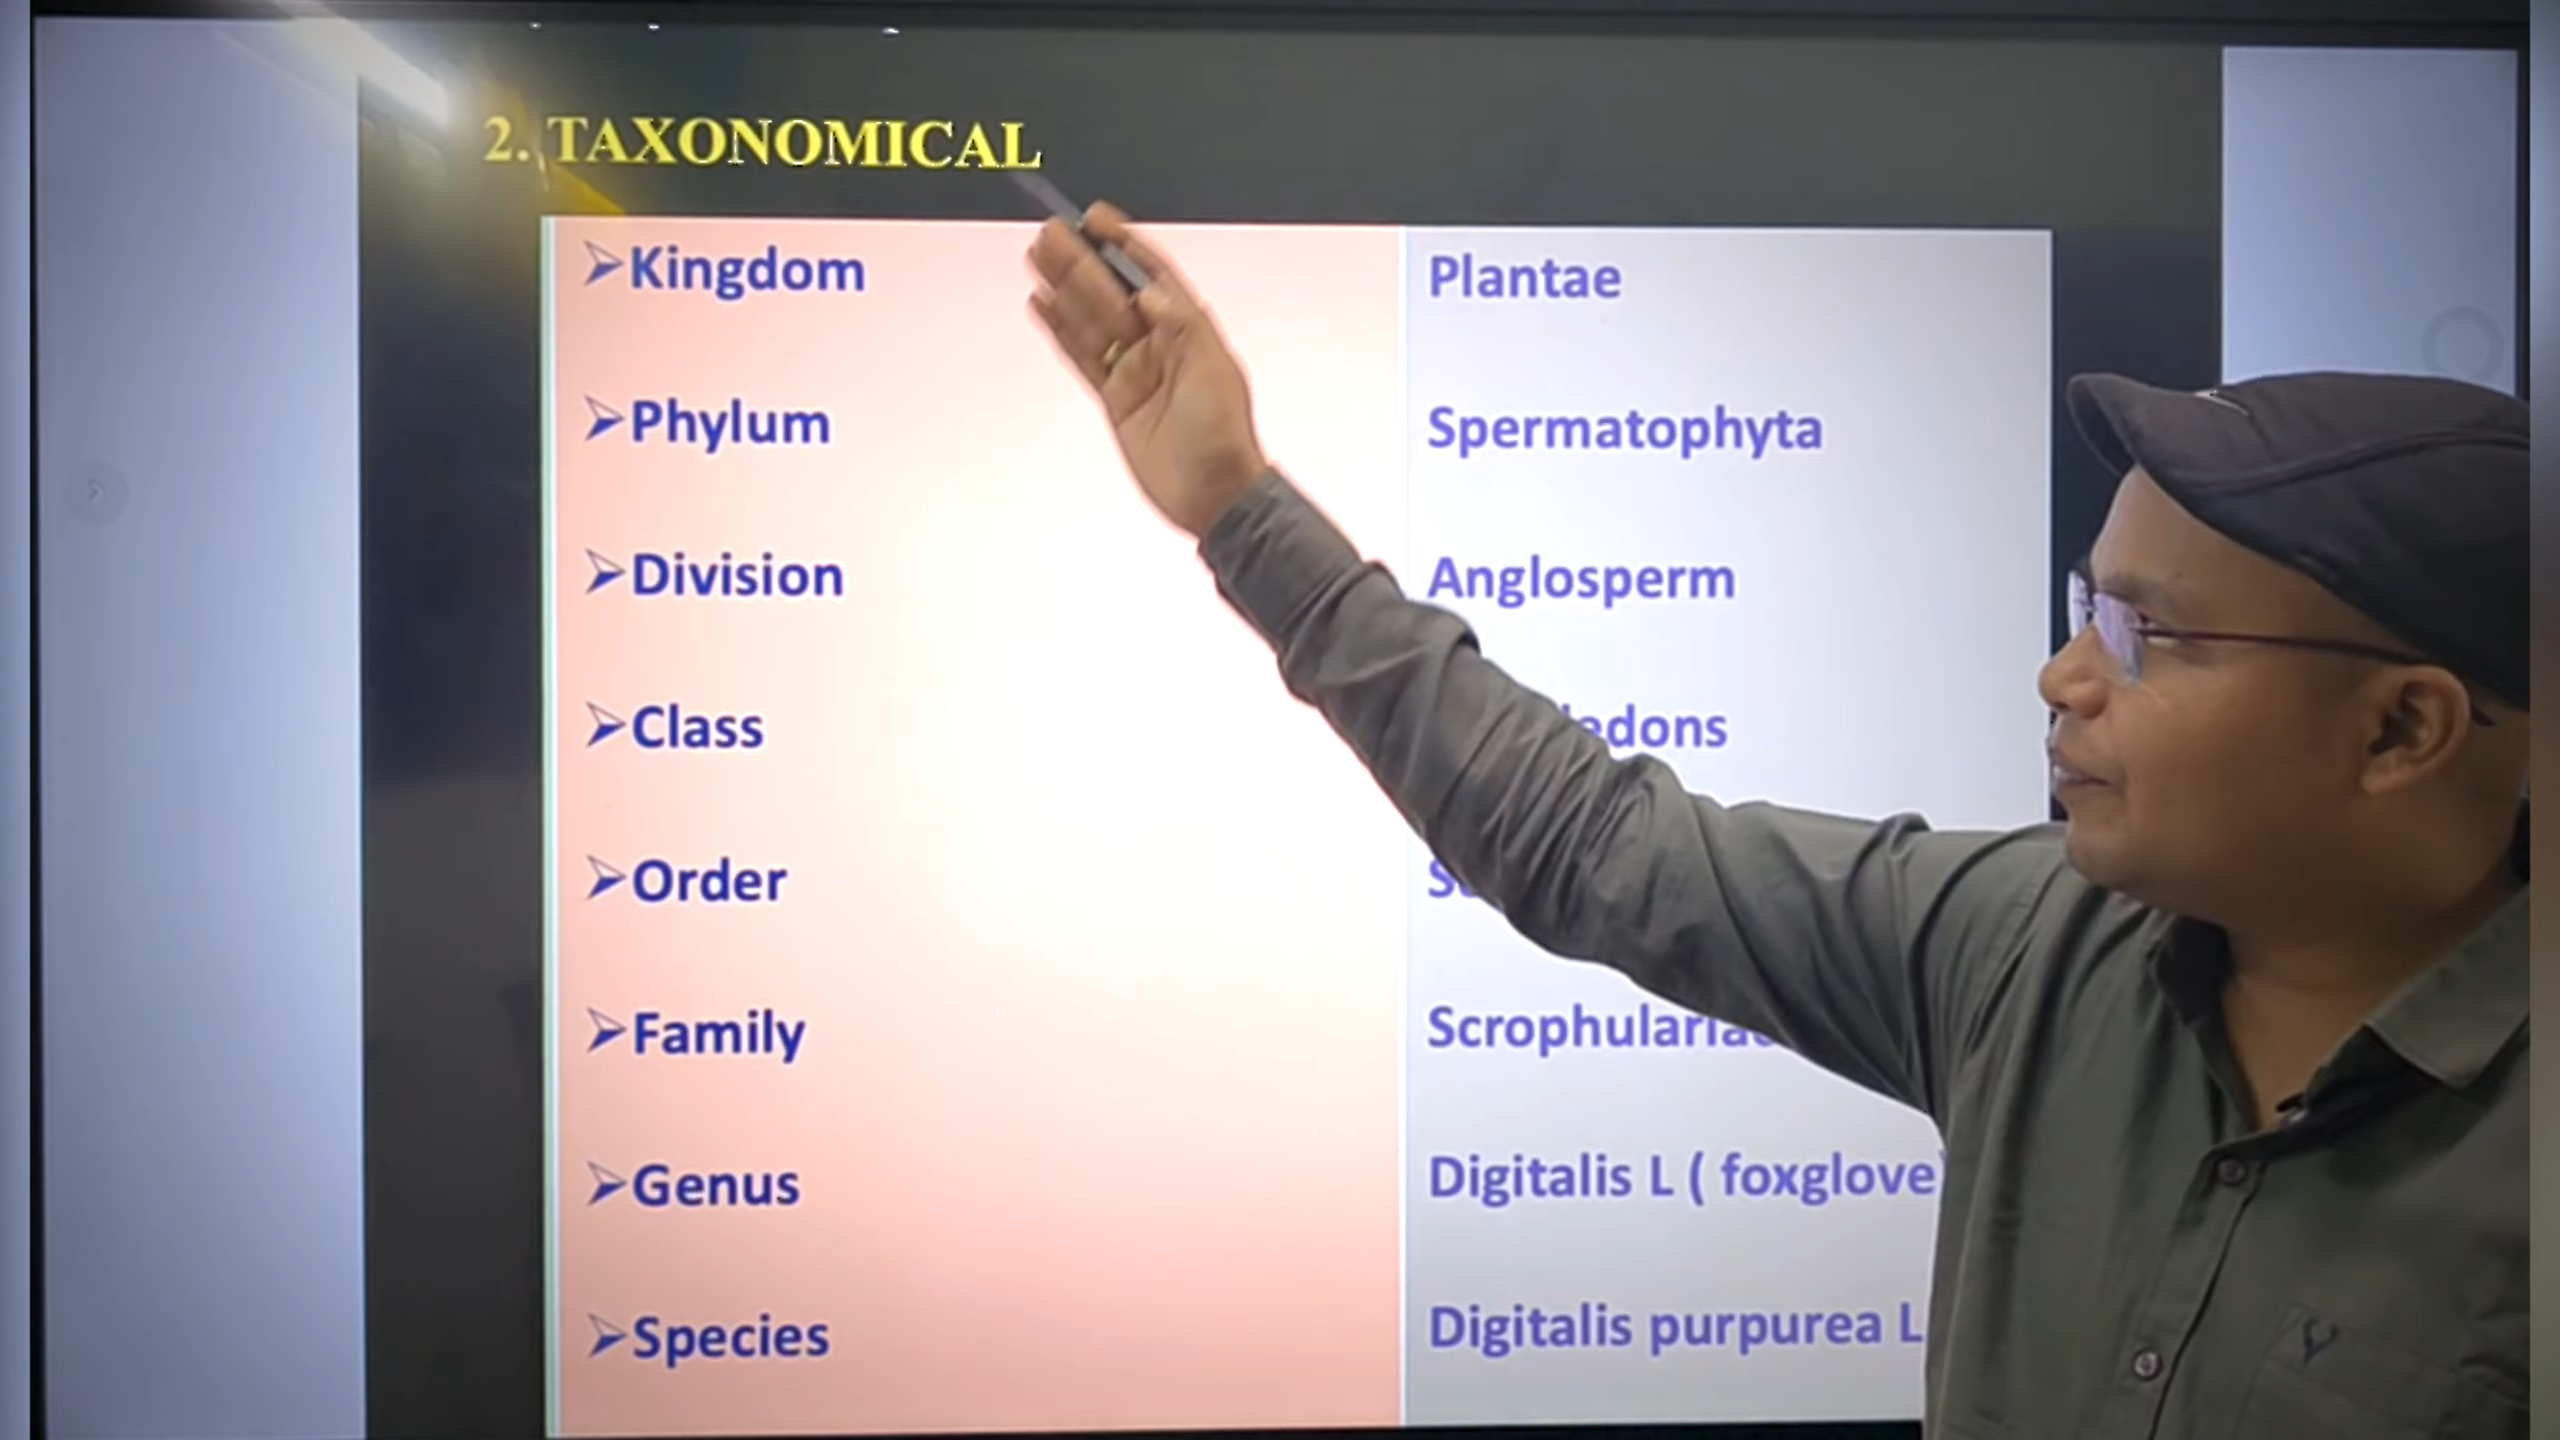 2. TAXONOMICAL
Kingdom Plantae
Phylum Spermatophyta
Division Anglosperm
Class
Order
Family
Genus Digitalis L ( foxglove)
Species Digitalis purpurea L